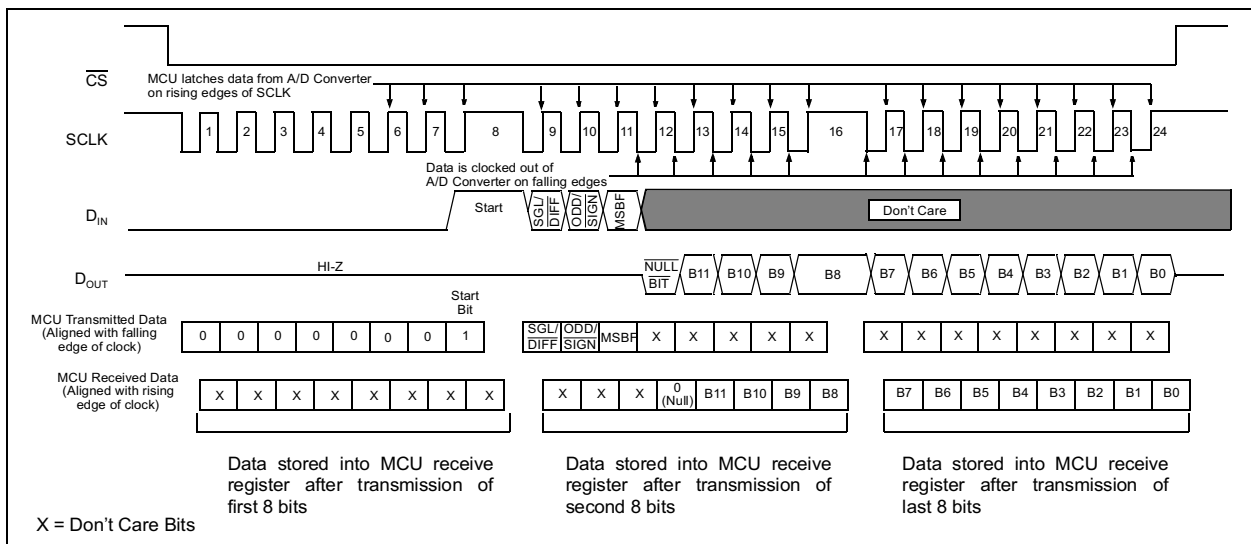 CS
MCU latches data from A/D Converter
on rising edges of SCLK
SCLK
1 2 3 4 5 6 7 8 9 10 11 12 13 14 15 16 17 18 19 20 21 22 23 24
Data is clocked out of
A/D Converter on falling edges
DIN
Start
SGL/
DIFF
ODD/
SIGN
MSBF
Don't Care
DOUT
HI-Z
NULL
BIT
B11 B10 B9 B8 B7 B6 B5 B4 B3 B2 B1 B0
Start
Bit
MCU Transmitted Data
(Aligned with falling
edge of clock)
0 0 0 0 0 0 0 1
SGL/
DIFF
ODD/
SIGN
MSBF X X X X X
X X X X X X X X
MCU Received Data
(Aligned with rising
edge of clock)
X X X X X X X X
X X X 0
(Null)
B11 B10 B9 B8
B7 B6 B5 B4 B3 B2 B1 B0
Data stored into MCU receive
register after transmission of
first 8 bits
Data stored into MCU receive
register after transmission of
second 8 bits
Data stored into MCU receive
register after transmission of
last 8 bits
X = Don't Care Bits